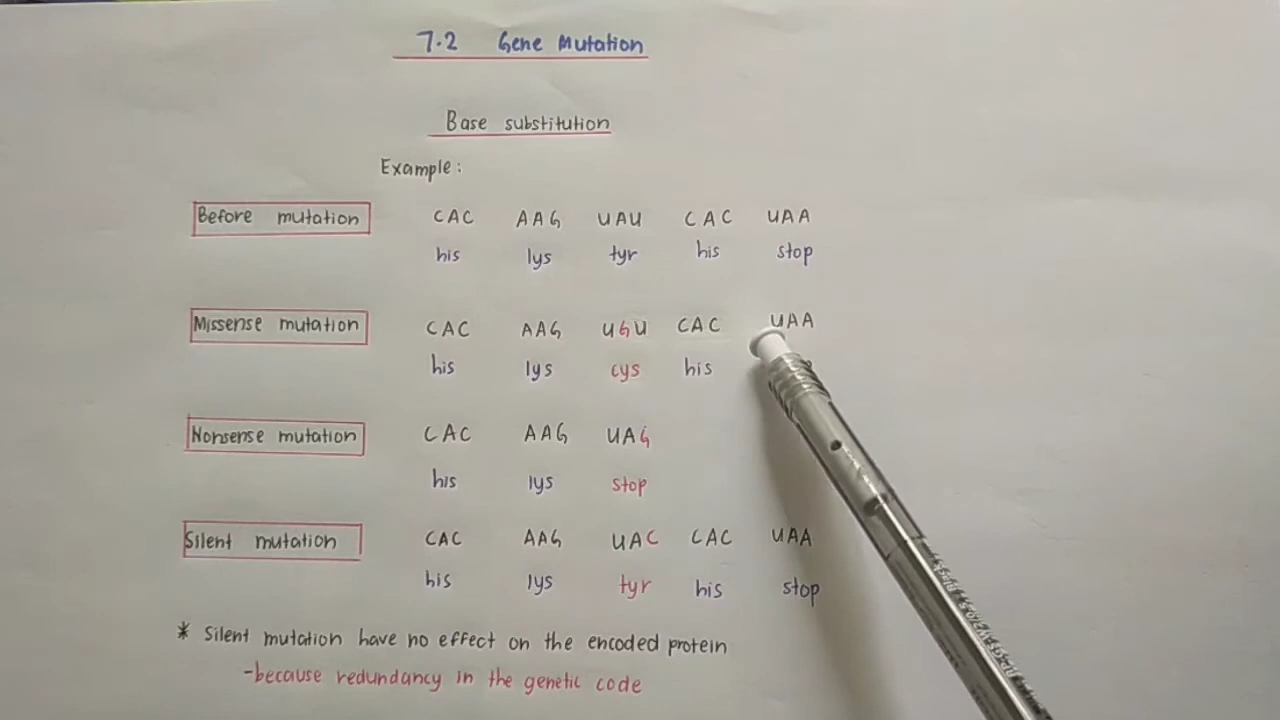 7.2 Gene Mutation
Base substitution
Example:
Before mutation CAC AAG UAU CAC UAA
his lys tyr his stop
Missense mutation CAC AAG UGU CAC UAA
his lys cys his
Nonsense mutation CAC AAG UAG
his lys stop
Silent mutation CAC AAG UAC CAC UAA
his lys tyr his stop
* Silent mutation have no effect on the encoded protein
-because redundancy in the genetic code